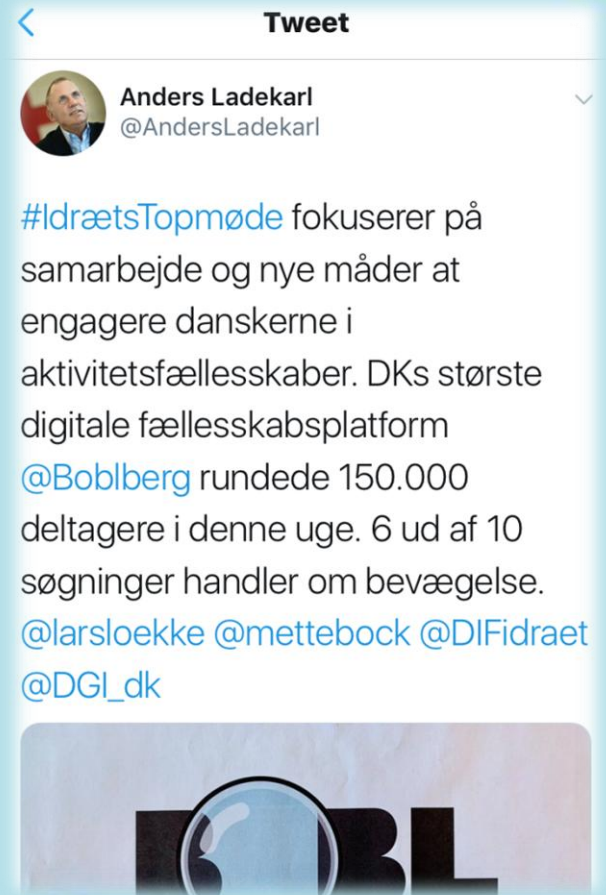 Tweet
Anders Ladekarl
@AndersLadekarl
#IdrætsTopmøde fokuserer på
samarbejde og nye måder at
engagere danskerne i
aktivitetsfællesskaber. DKs største
digitale fællesskabsplatform
@Boblberg rundede 150.000
deltagere i denne uge. 6 ud af 10
søgninger handler om bevægelse.
@larsloekke @mettebock @DIFidraet
@DGI_dk
BOBL